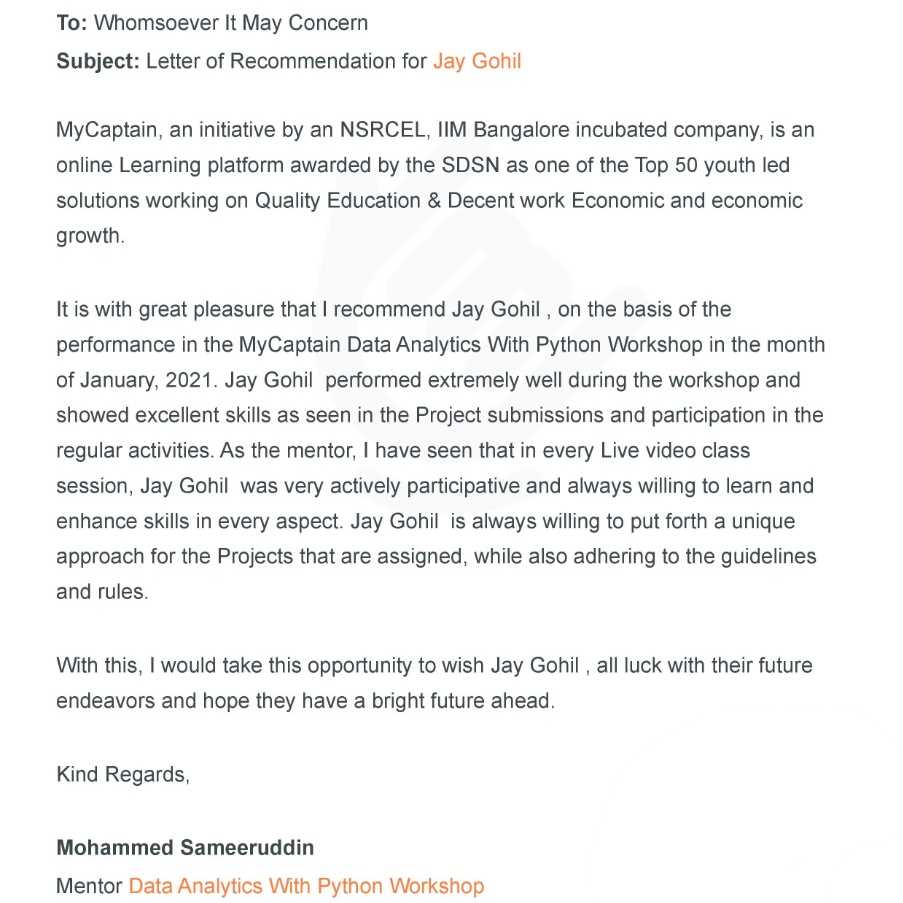 To: Whomsoever It May Concern
Subject: Letter of Recommendation for Jay Gohil
MyCaptain, an initiative by an NSRCEL, IIM Bangalore incubated company, is an
online Learning platform awarded by the SDSN as one of the Top 50 youth led
solutions working on Quality Education & Decent work Economic and economic
growth.
It is with great pleasure that I recommend Jay Gohil , on the basis of the
performance in the MyCaptain Data Analytics With Python Workshop in the month
of January, 2021. Jay Gohil  performed extremely well during the workshop and
showed excellent skills as seen in the Project submissions and participation in the
regular activities. As the mentor, I have seen that in every Live video class
session, Jay Gohil  was very actively participative and always willing to learn and
enhance skills in every aspect. Jay Gohil  is always willing to put forth a unique
approach for the Projects that are assigned, while also adhering to the guidelines
and rules.
With this, I would take this opportunity to wish Jay Gohil , all luck with their future
endeavors and hope they have a bright future ahead.
Kind Regards,
Mohammed Sameeruddin
Mentor Data Analytics With Python Workshop